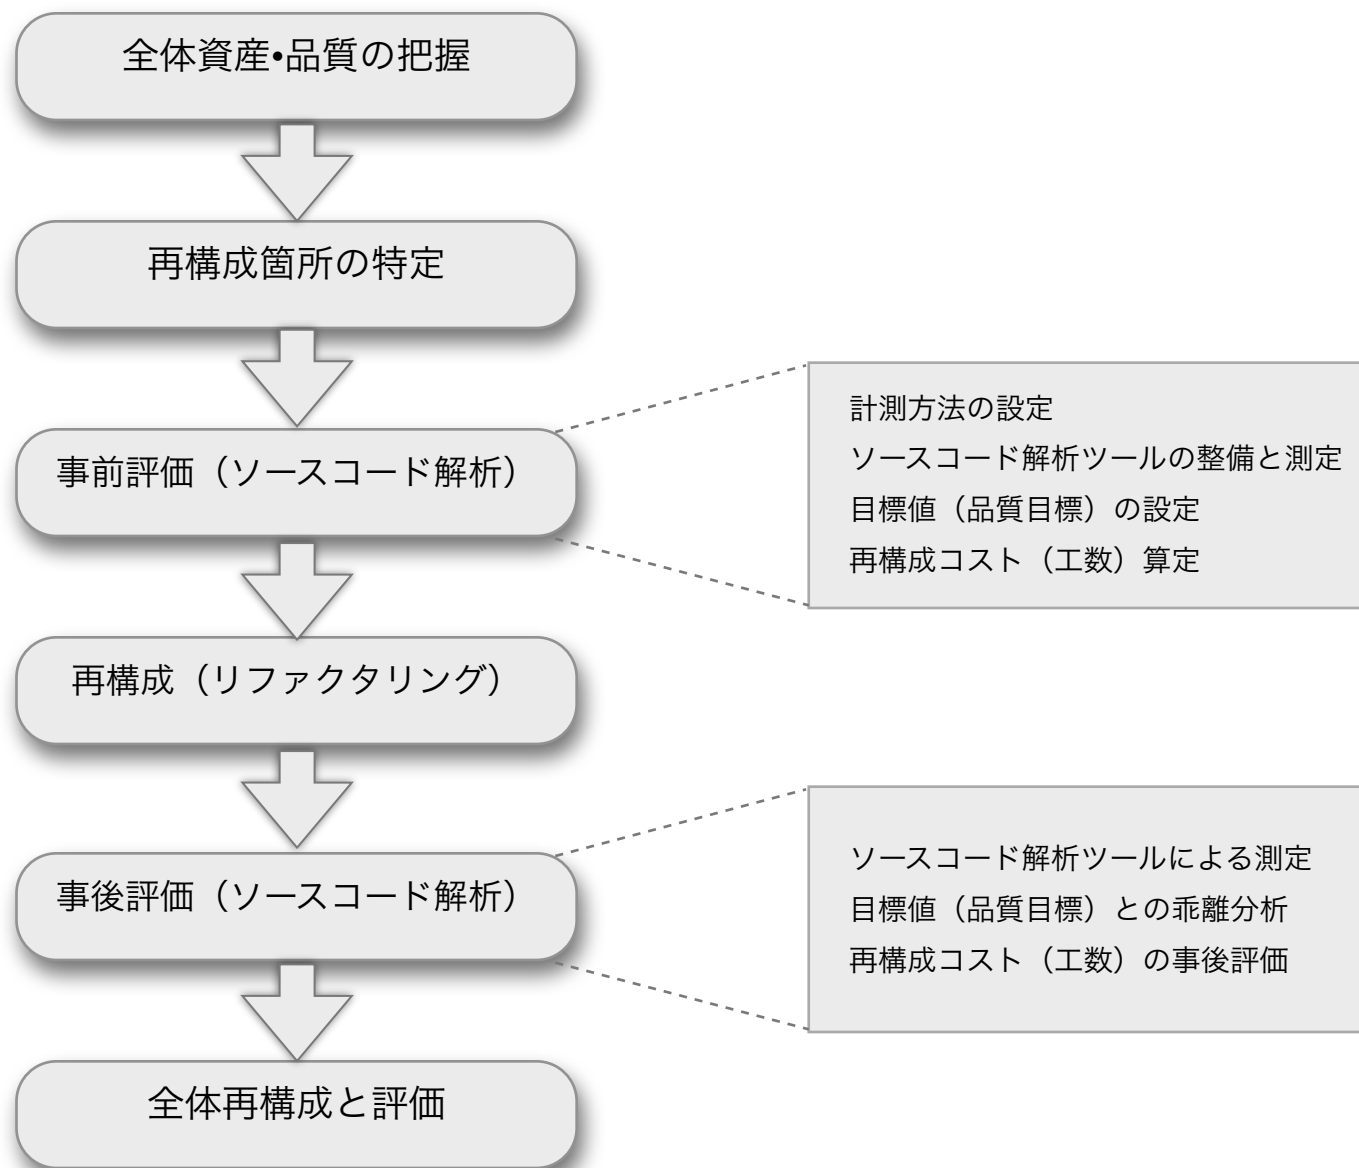 全体資産•品質の把握
再構成箇所の特定
事前評価（ソースコード解析）
計測方法の設定
ソースコード解析ツールの整備と測定
目標値（品質目標）の設定
再構成コスト（工数）算定
再構成（リファクタリング）
事後評価（ソースコード解析）
ソースコード解析ツールによる測定
目標値（品質目標）との乖離分析
再構成コスト（工数）の事後評価
全体再構成と評価